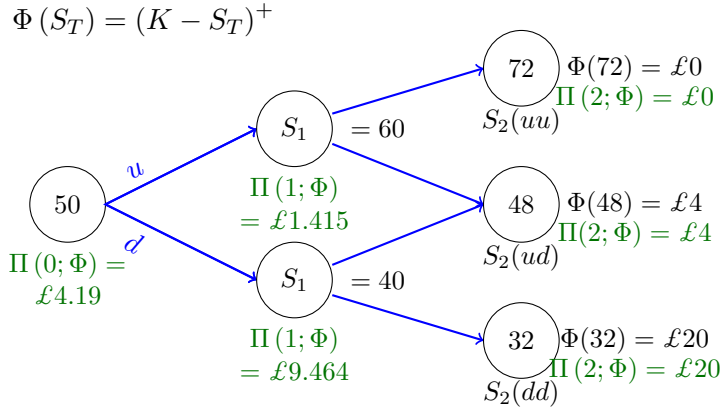 Φ (S_T) = (K − S_T)^+
72
Φ(72) = £0
Π (2; Φ) = £0
S_2(uu)
S_1
= 60
u
Π (1; Φ)
= £1.415
50
Π (0; Φ) =
£4.19
48
Φ(48) = £4
Π(2; Φ) = £4
S_2(ud)
d
S_1
= 40
Π (1; Φ)
= £9.464
32
Φ(32) = £20
Π (2; Φ) = £20
S_2(dd)